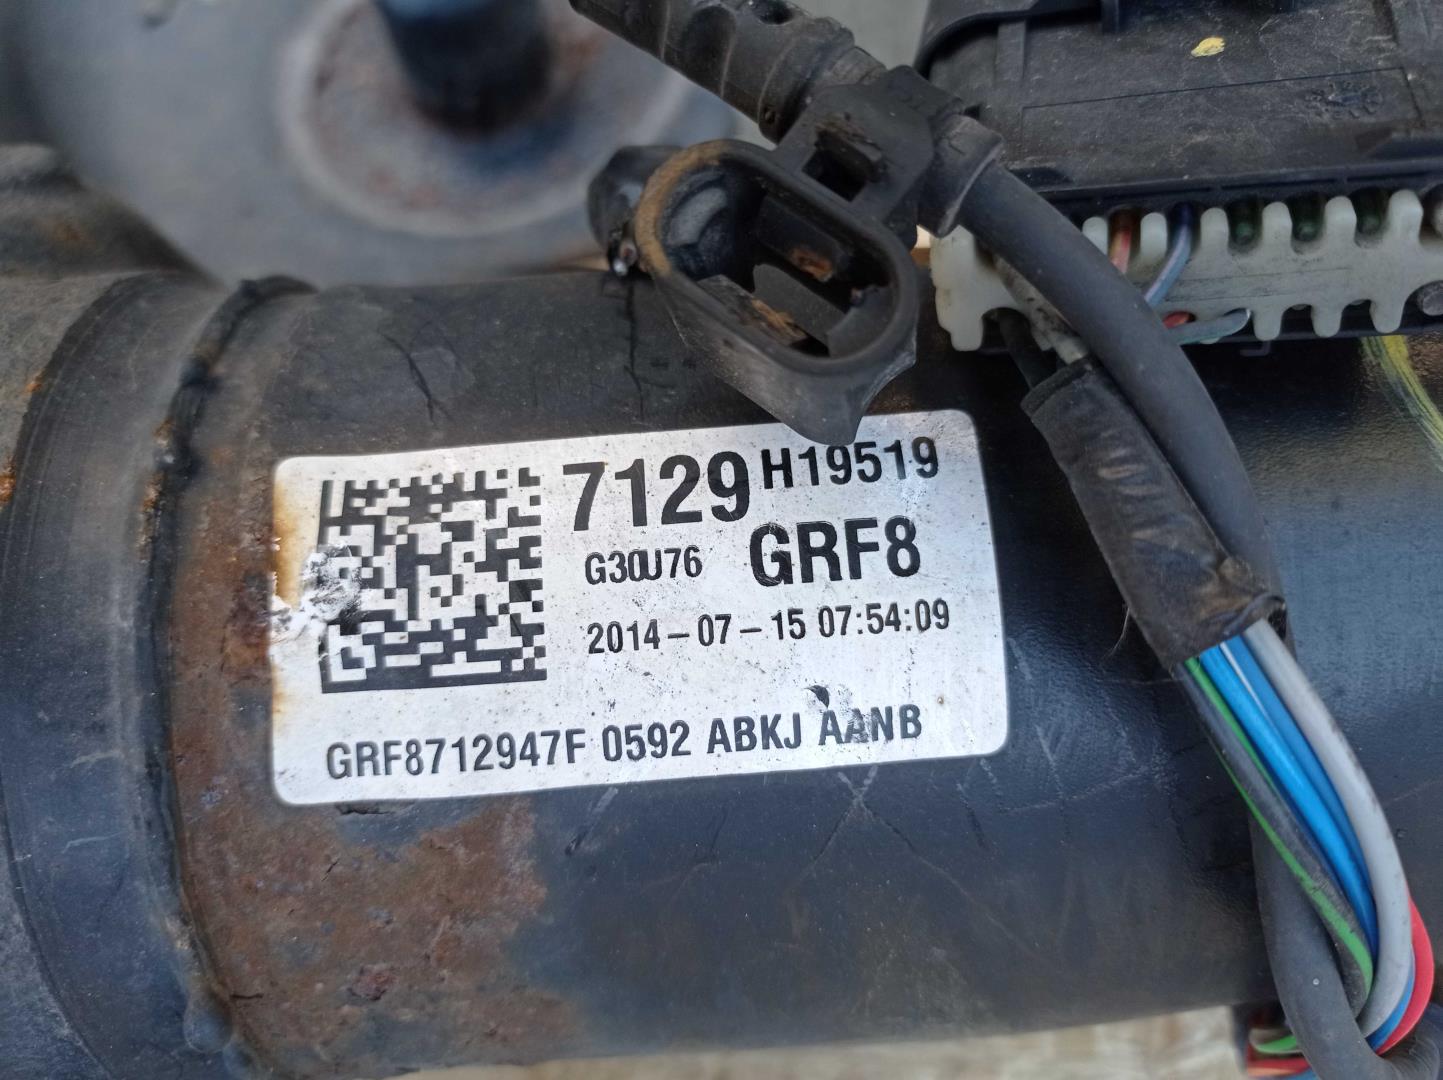 7129 H19519
G30U76 GRF8
2014-07-15 07:54:09
GRF8712947F 0592 ABKJ AANB